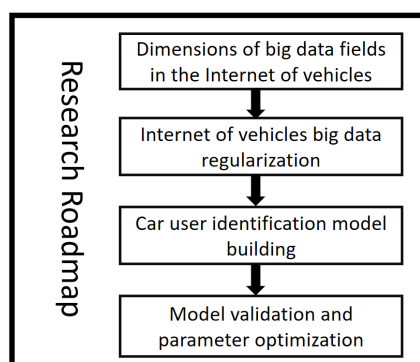 Research Roadmap
Dimensions of big data fields
in the Internet of vehicles
Internet of vehicles big data
regularization
Car user identification model
building
Model validation and
parameter optimization